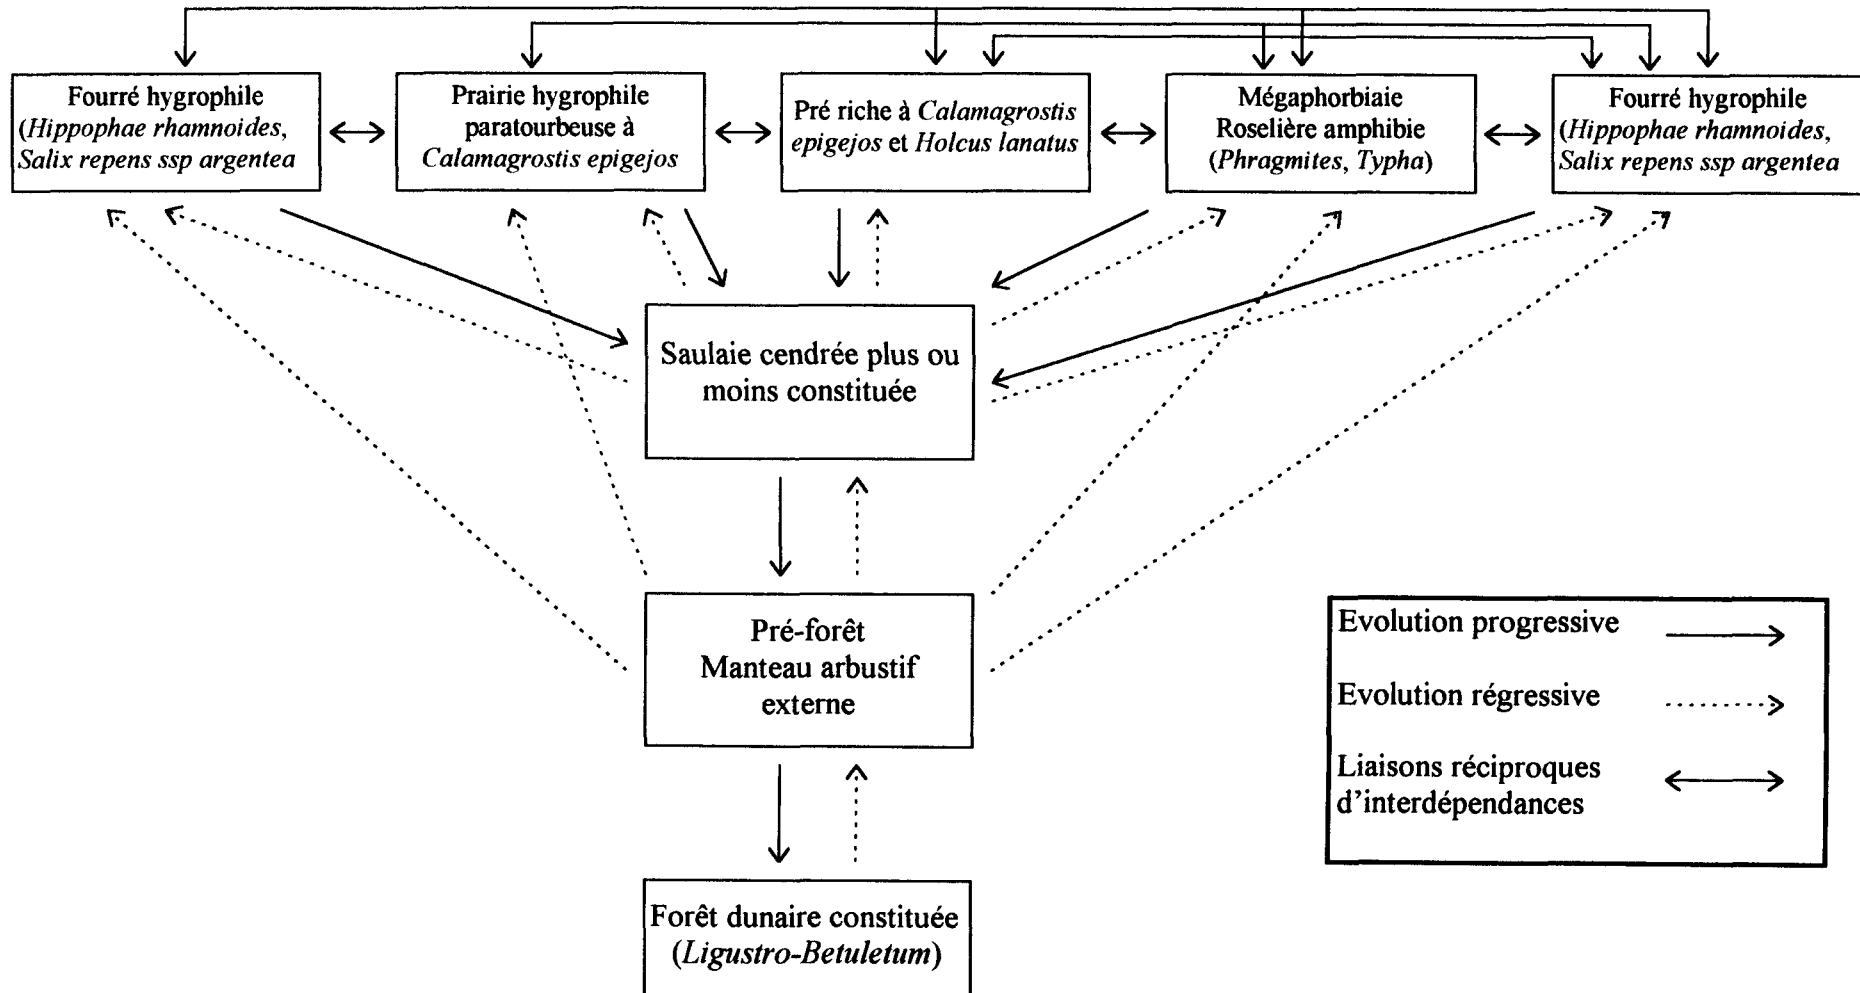 Fourré hygrophile
(Hippophae rhamnoides,
Salix repens ssp argentea
Prairie hygrophile
paratourbeuse à
Calamagrostis epigejos
Pré riche à Calamagrostis
epigejos et Holcus lanatus
Mégaphorbiaie
Roselière amphibie
(Phragmites, Typha)
Fourré hygrophile
(Hippophae rhamnoides,
Salix repens ssp argentea
Saulaie cendrée plus ou
moins constituée
Pré-forêt
Manteau arbustif
externe
Forêt dunaire constituée
(Ligustro-Betuletum)
Evolution progressive
Evolution régressive
Liaisons réciproques
d'interdépendances